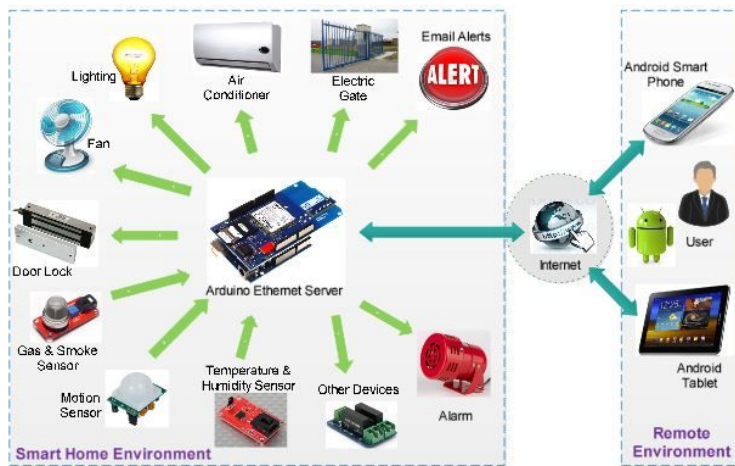 Email Alerts
Lighting
Air
Conditioner
Electric
Gate
ALERT
Android Smart
Phone
Fan
Door Lock
Arduino Ethernet Server
Internet
User
Gas & Smoke
Sensor
Temperature &
Humidity Sensor
Other Devices
Motion
Sensor
Alarm
Android
Tablet
Smart Home Environment
Remote
Environment